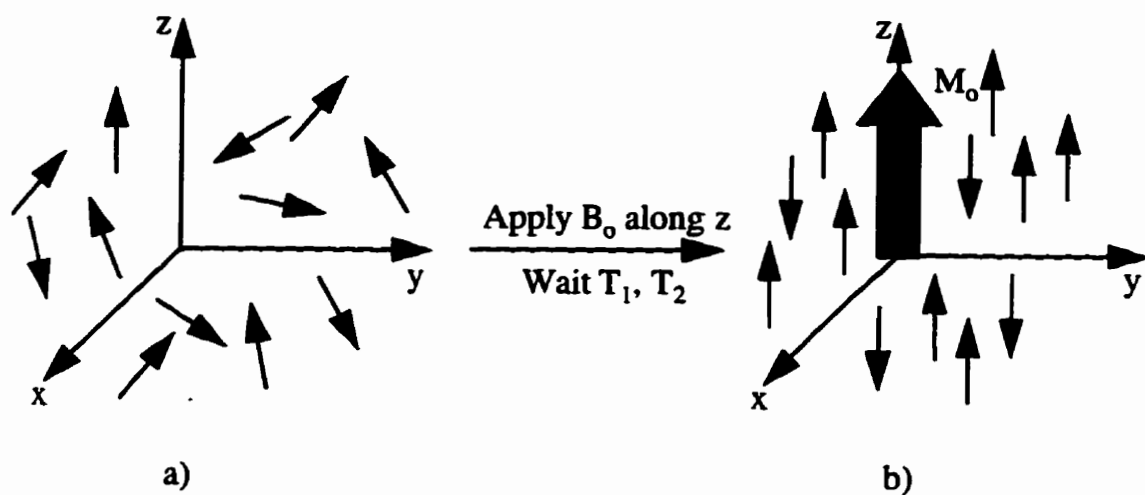 z
y
x
a)
Apply B₀ along z
Wait T₁, T₂
z
M₀
y
x
b)